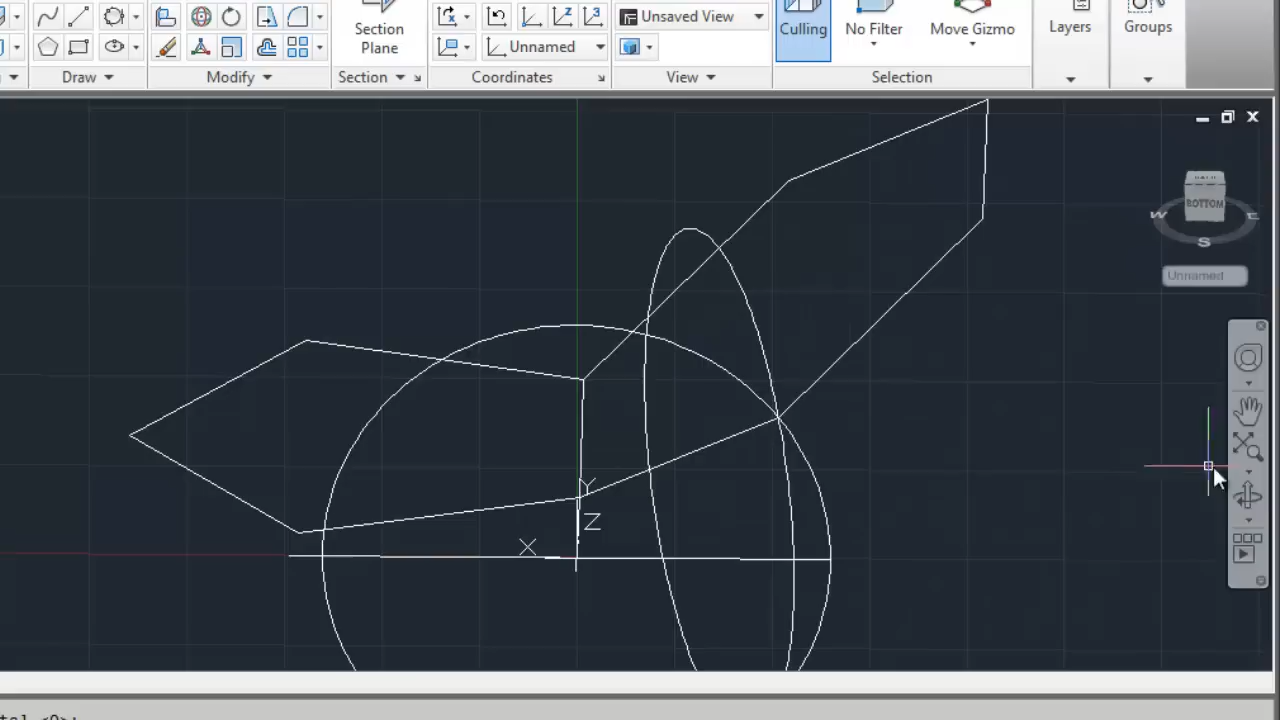 Section
Plane
Unnamed
Unsaved View
Culling
No Filter
Move Gizmo
Layers
Groups
Draw
Modify
Section
Coordinates
View
Selection
BOTTOM
W
E
S
Unnamed
Y
Z
X